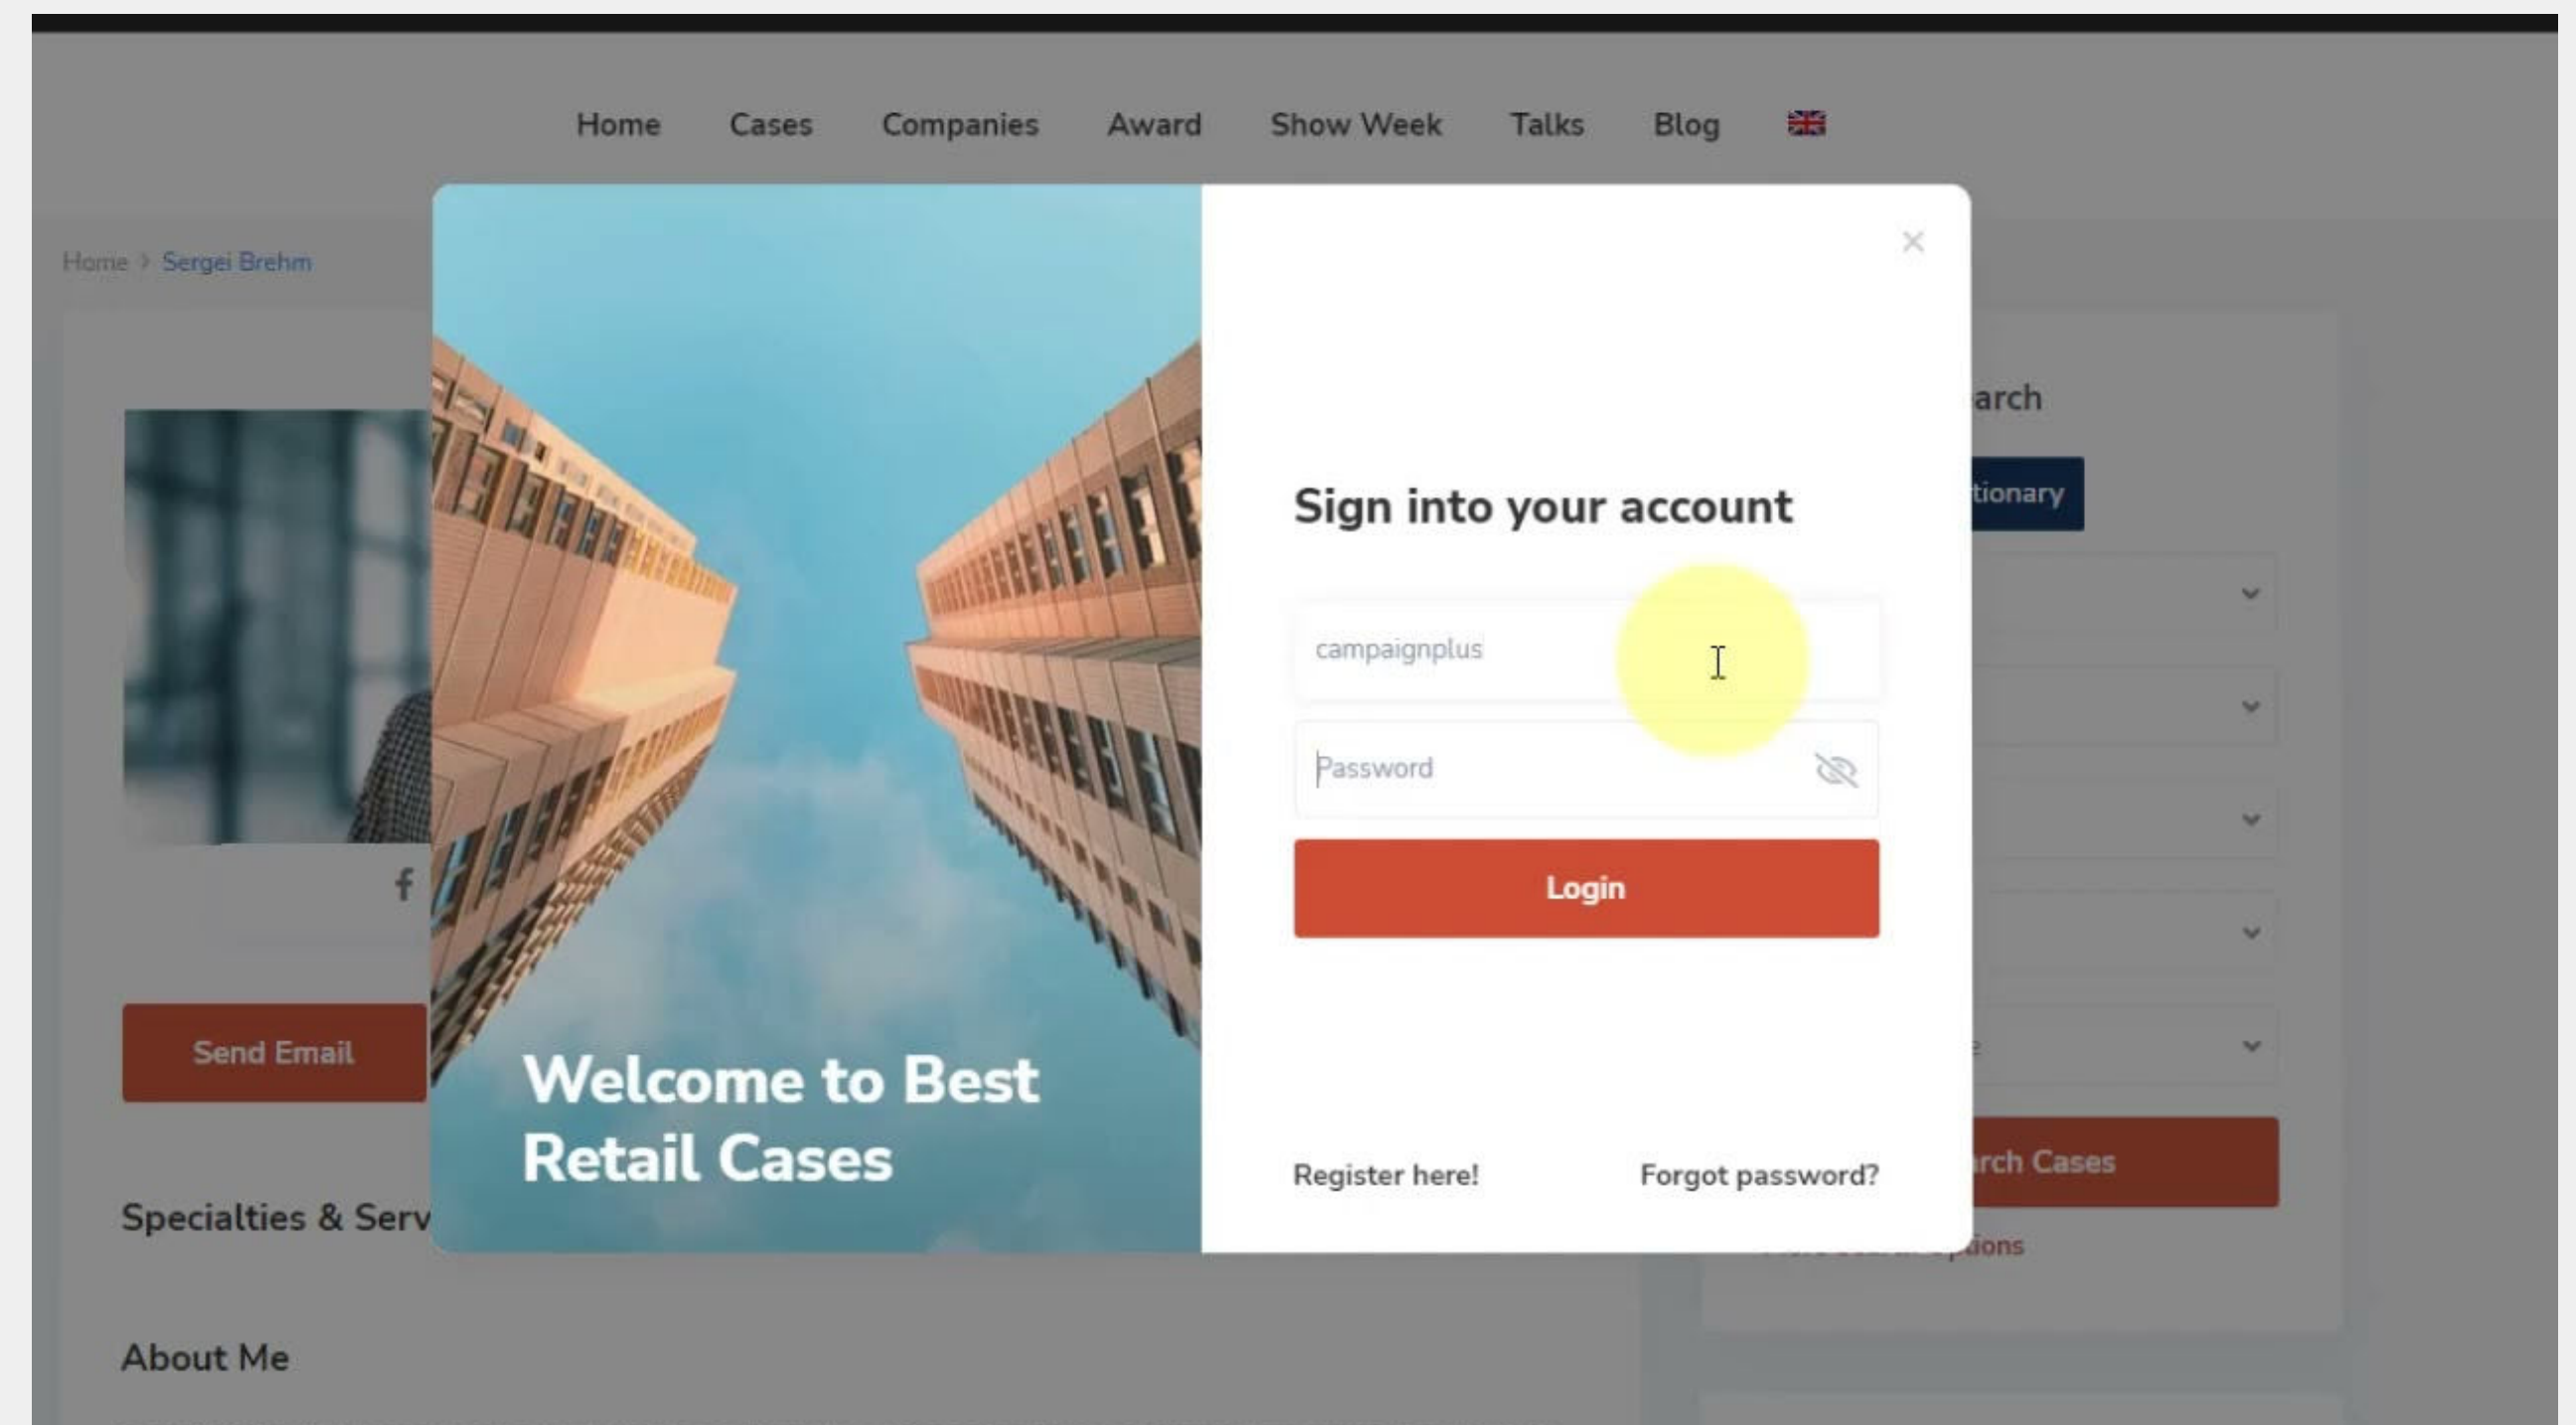 Home Cases Companies Award Show Week Talks Blog
Home > Sergei Brehm
arch
Sign into your account
tionary
campaignplus
Password
Login
Send Email
Welcome to Best
Retail Cases
Register here!
Forgot password?
rch Cases
Specialties & Serv
tions
About Me